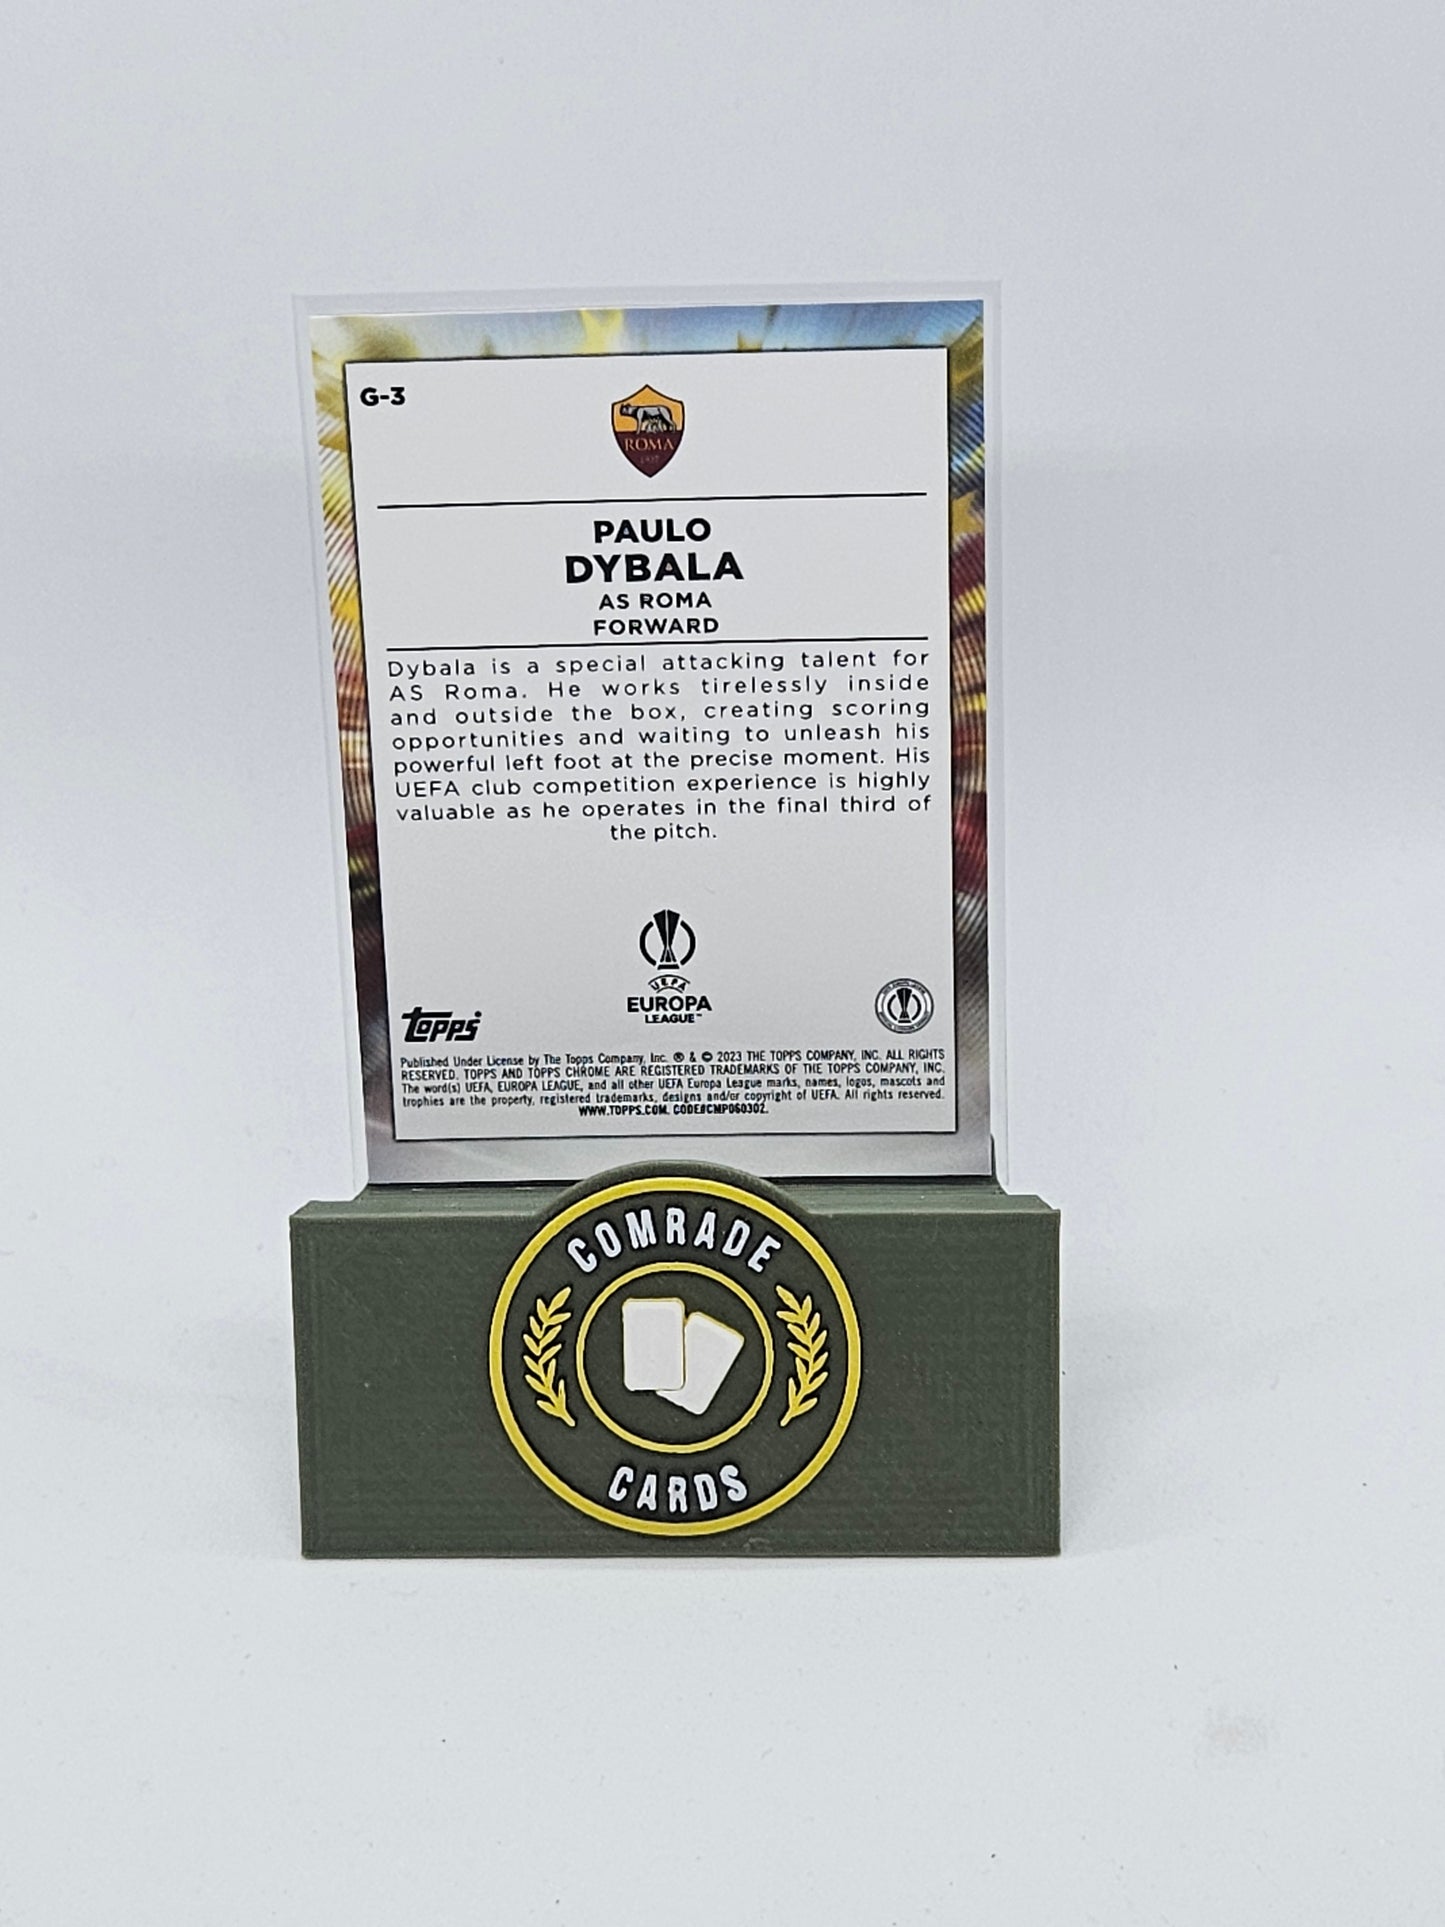 G-3
ROMA
PAULO
DYBALA
AS ROMA
FORWARD
Dybala is a special attacking talent for
AS Roma. He works tirelessly inside
and outside the box, creating scoring
opportunities and waiting to unleash his
powerful left foot at the precise moment. His
UEFA club competition experience is highly
valuable as he operates in the final third of
the pitch.
UEFA
EUROPA
LEAGUE™
topps
Published Under License by The Topps Company, Inc. ® & © 2023 THE TOPPS COMPANY, INC. ALL RIGHTS
RESERVED. TOPPS AND TOPPS CHROME ARE REGISTERED TRADEMARKS OF THE TOPPS COMPANY, INC.
The word(s) UEFA, EUROPA LEAGUE, and all other UEFA Europa League marks, names, logos, mascots and
trophies are the property, registered trademarks, designs and/or copyright of UEFA. All rights reserved.
WWW.TOPPS.COM. CODE#CMP060302.
COMRADE
CARDS